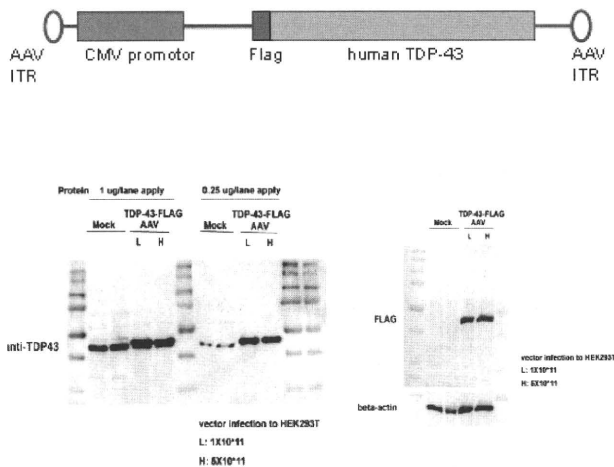 AAV ITR
CMV promotor
Flag
human TDP-43
AAV ITR
Protein
1 ug/lane apply
0.25 ug/lane apply
Mock
TDP-43-FLAG
AAV
L H
Mock
TDP-43-FLAG
AAV
L H
anti-TDP43
vector infection to HEK293T
L: 1X10^11
H: 5X10^11
Mock
TDP-43-FLAG
AAV
L H
FLAG
vector infection to HEK293T
L: 1X10^11
H: 5X10^11
beta-actin